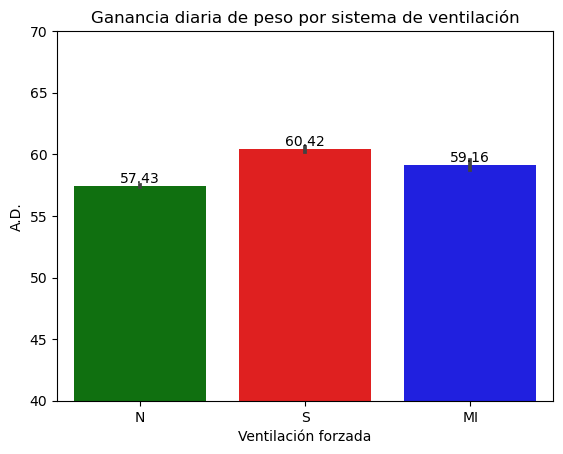 Ganancia diaria de peso por sistema de ventilación
70
65
60
55
50
45
40
A.D.
57.43
60.42
59.16
N
S
MI
Ventilación forzada